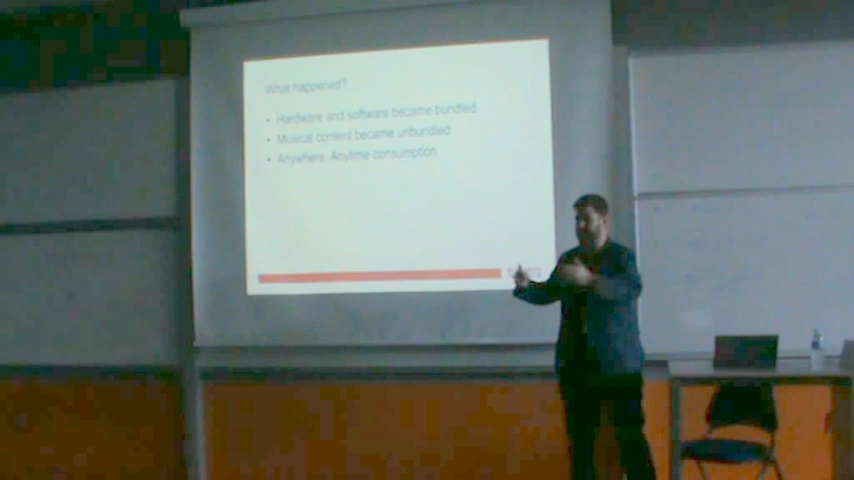 What happened?
• Hardware and software became bundled
• Musical content became unbundled
• Anywhere, Anytime consumption